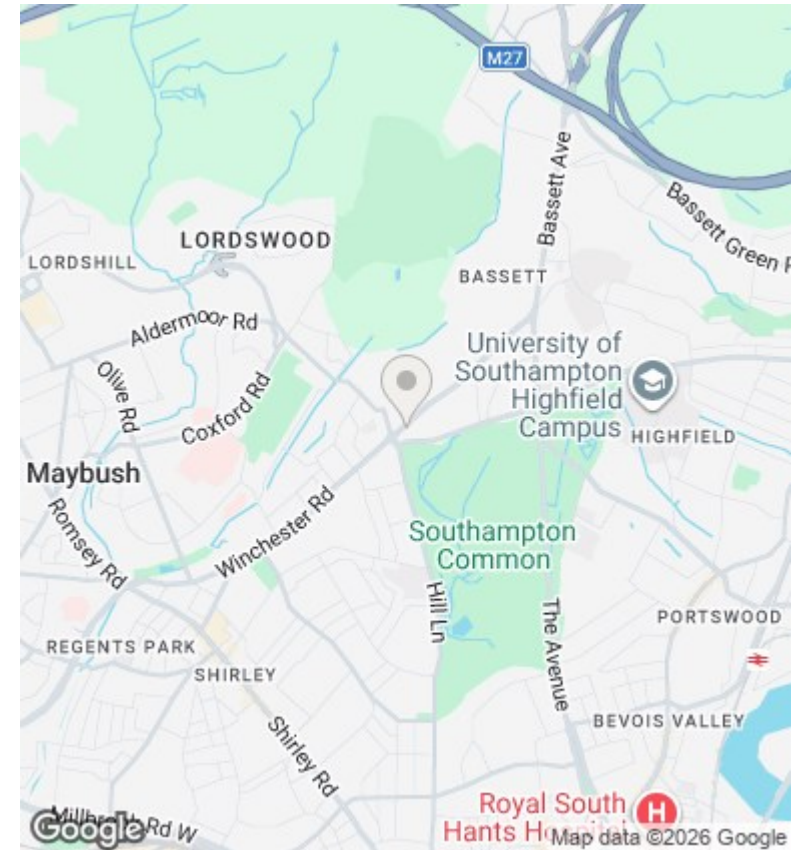 M27
Bassett Ave
Bassett Green R
LORDSWOOD
LORDSHILL
BASSETT
Aldermoor Rd
University of
Southampton
Highfield
Campus
HIGHFIELD
Olive Rd
Coxford Rd
Maybush
Winchester Rd
Romsey Rd
Southampton
Common
Hill Ln
The Avenue
PORTSWOOD
REGENTS PARK
SHIRLEY
BEVOIS VALLEY
Shirley Rd
Royal South
Hants Hospital
H
Rd W
Google
Map data ©2026 Google